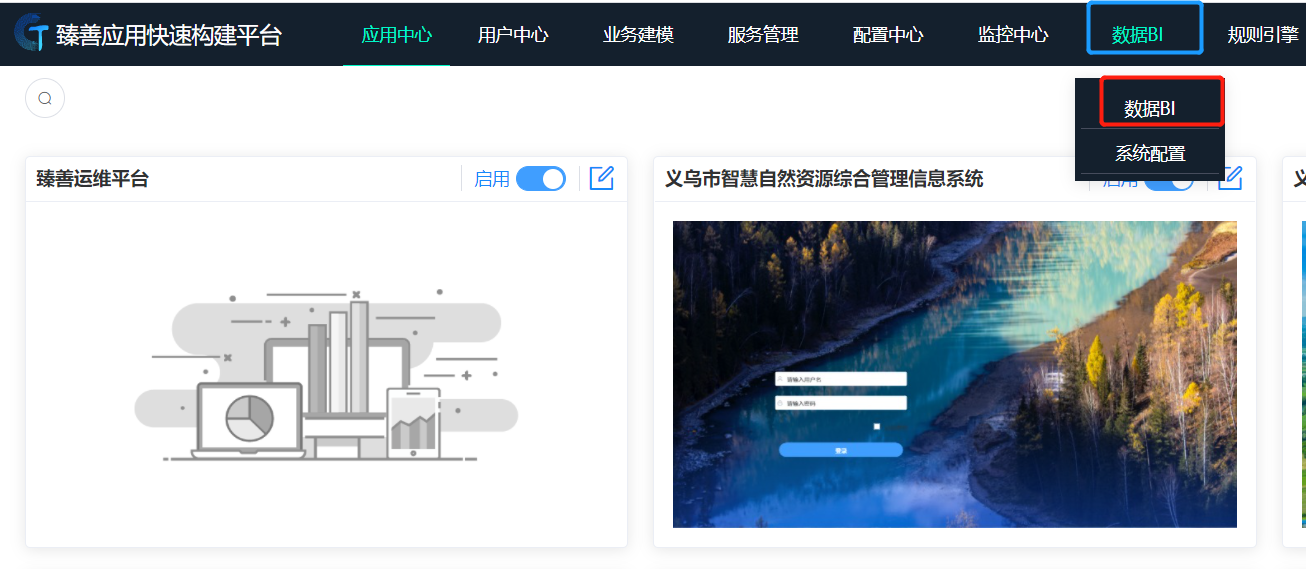 臻善应用快速构建平台 应用中心 用户中心 业务建模 服务管理 配置中心 监控中心 数据BI 规则引擎
数据BI
系统配置
臻善运维平台 启用
义乌市智慧自然资源综合管理信息系统 启用
请输入用户名
请输入密码
登录